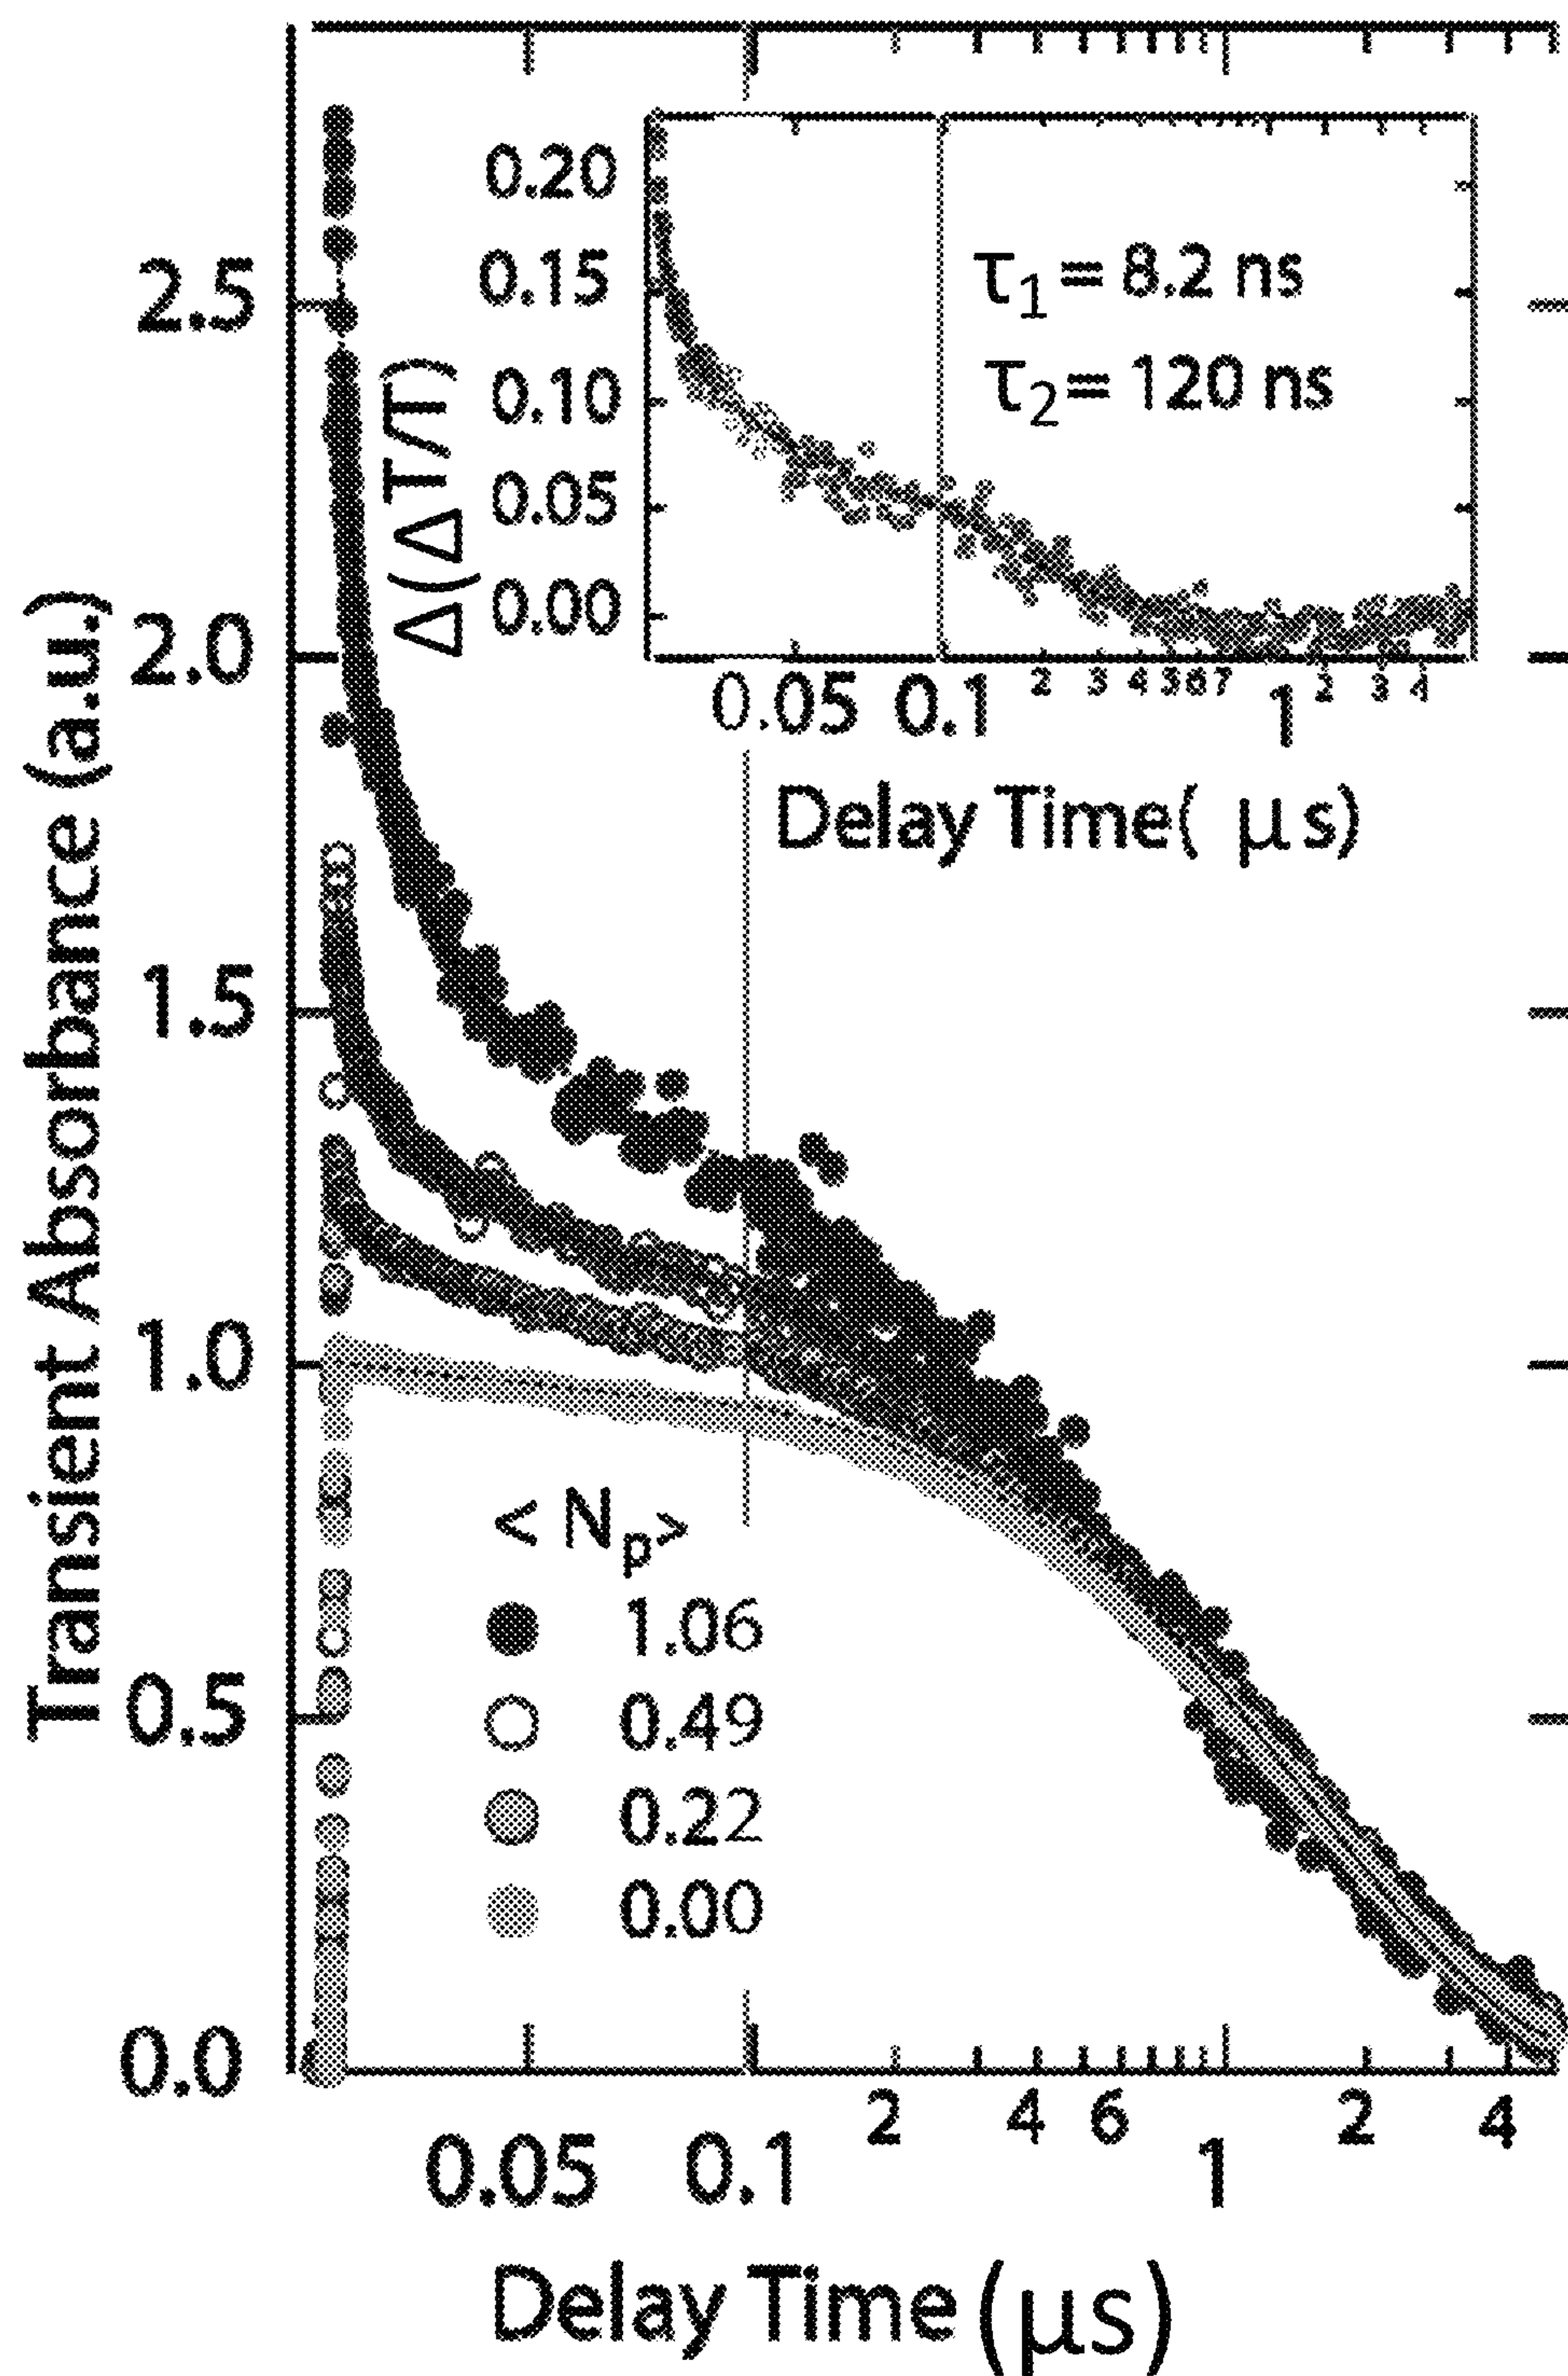 Transient Absorbance (a.u.)
2.5
2.0
1.5
1.0
0.5
0.0
Δ(ΔT/T)
0.20
0.15
0.10
0.05
0.00
τ1 = 8.2 ns
τ2 = 120 ns
0.05 0.1 2 3 4 5 6 7 1 2 3 4
Delay Time( μs)
< Np>
1.06
0.49
0.22
0.00
0.05 0.1 2 4 6 1 2 4
Delay Time (μs)